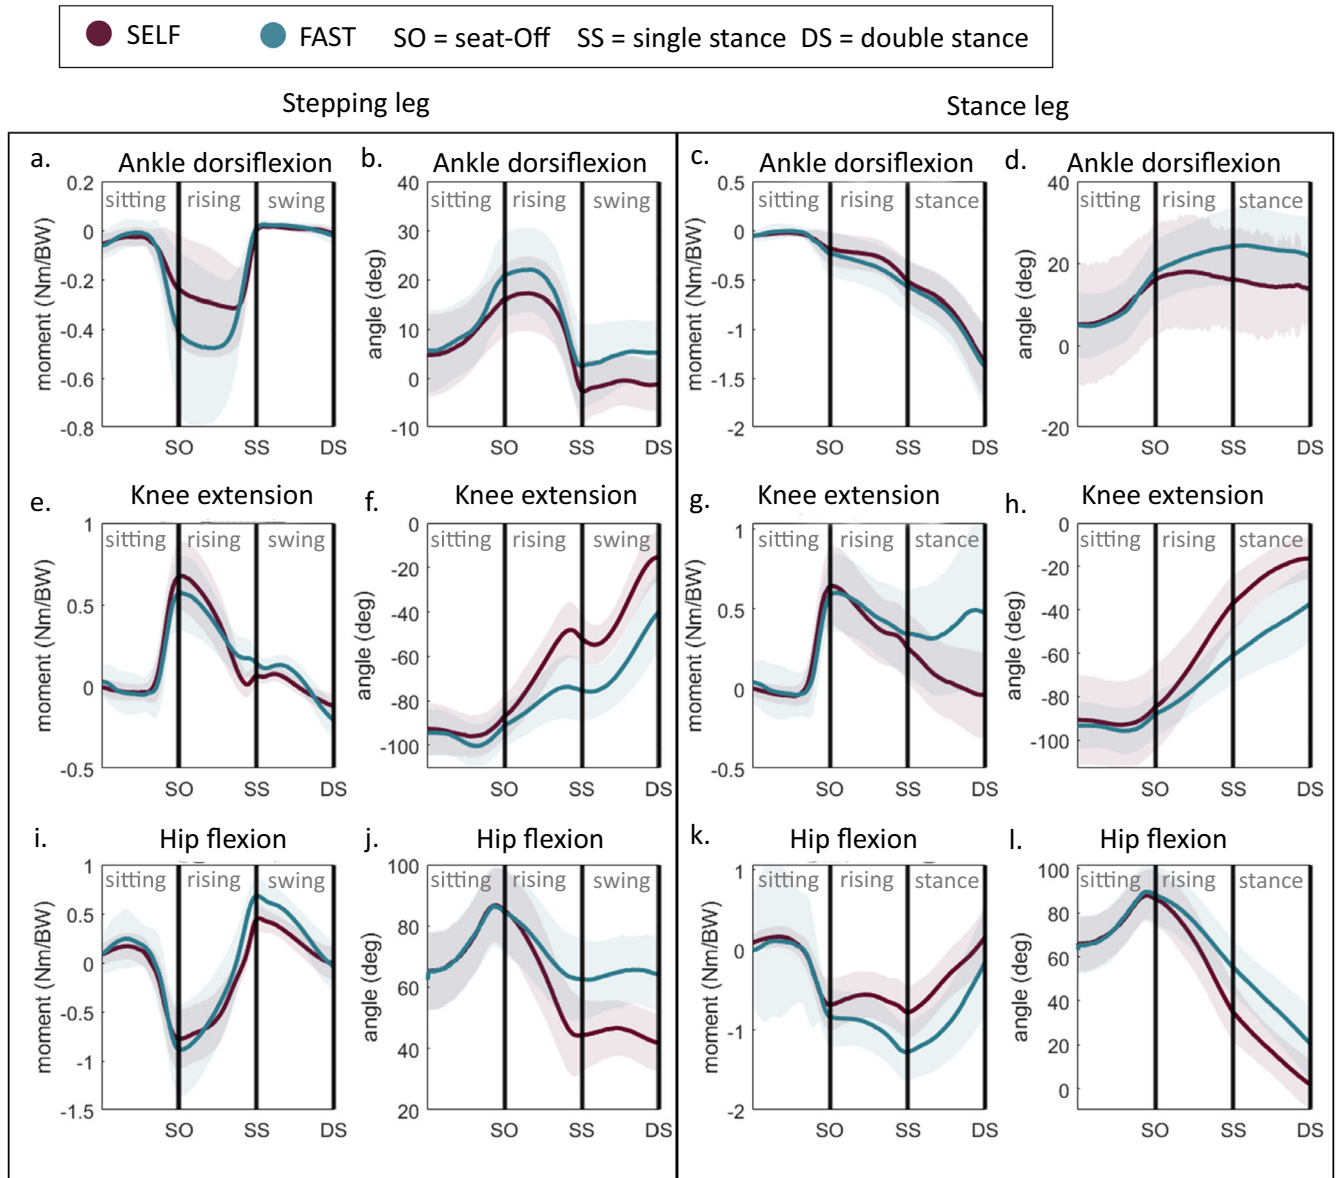 SELF FAST SO = seat-Off SS = single stance DS = double stance
Stepping leg Stance leg
a. Ankle dorsiflexion b. Ankle dorsiflexion c. Ankle dorsiflexion d. Ankle dorsiflexion
sitting rising swing
moment (Nm/BW)
0.2
0
-0.2
-0.4
-0.6
-0.8
SO SS DS
sitting rising swing
angle (deg)
40
30
20
10
0
-10
SO SS DS
sitting rising stance
moment (Nm/BW)
0.5
0
-0.5
-1
-1.5
-2
SO SS DS
sitting rising stance
angle (deg)
40
20
0
-20
SO SS DS
e. Knee extension f. Knee extension g. Knee extension h. Knee extension
sitting rising swing
moment (Nm/BW)
1
0.5
0
-0.5
SO SS DS
sitting rising swing
angle (deg)
0
-20
-40
-60
-80
-100
SO SS DS
sitting rising stance
moment (Nm/BW)
1
0.5
0
-0.5
SO SS DS
sitting rising stance
angle (deg)
0
-20
-40
-60
-80
-100
SO SS DS
i. Hip flexion j. Hip flexion k. Hip flexion l. Hip flexion
sitting rising swing
moment (Nm/BW)
1
0.5
0
-0.5
-1
-1.5
SO SS DS
sitting rising swing
angle (deg)
100
80
60
40
20
SO SS DS
sitting rising stance
moment (Nm/BW)
1
0
-1
-2
SO SS DS
sitting rising stance
angle (deg)
100
80
60
40
20
0
SO SS DS